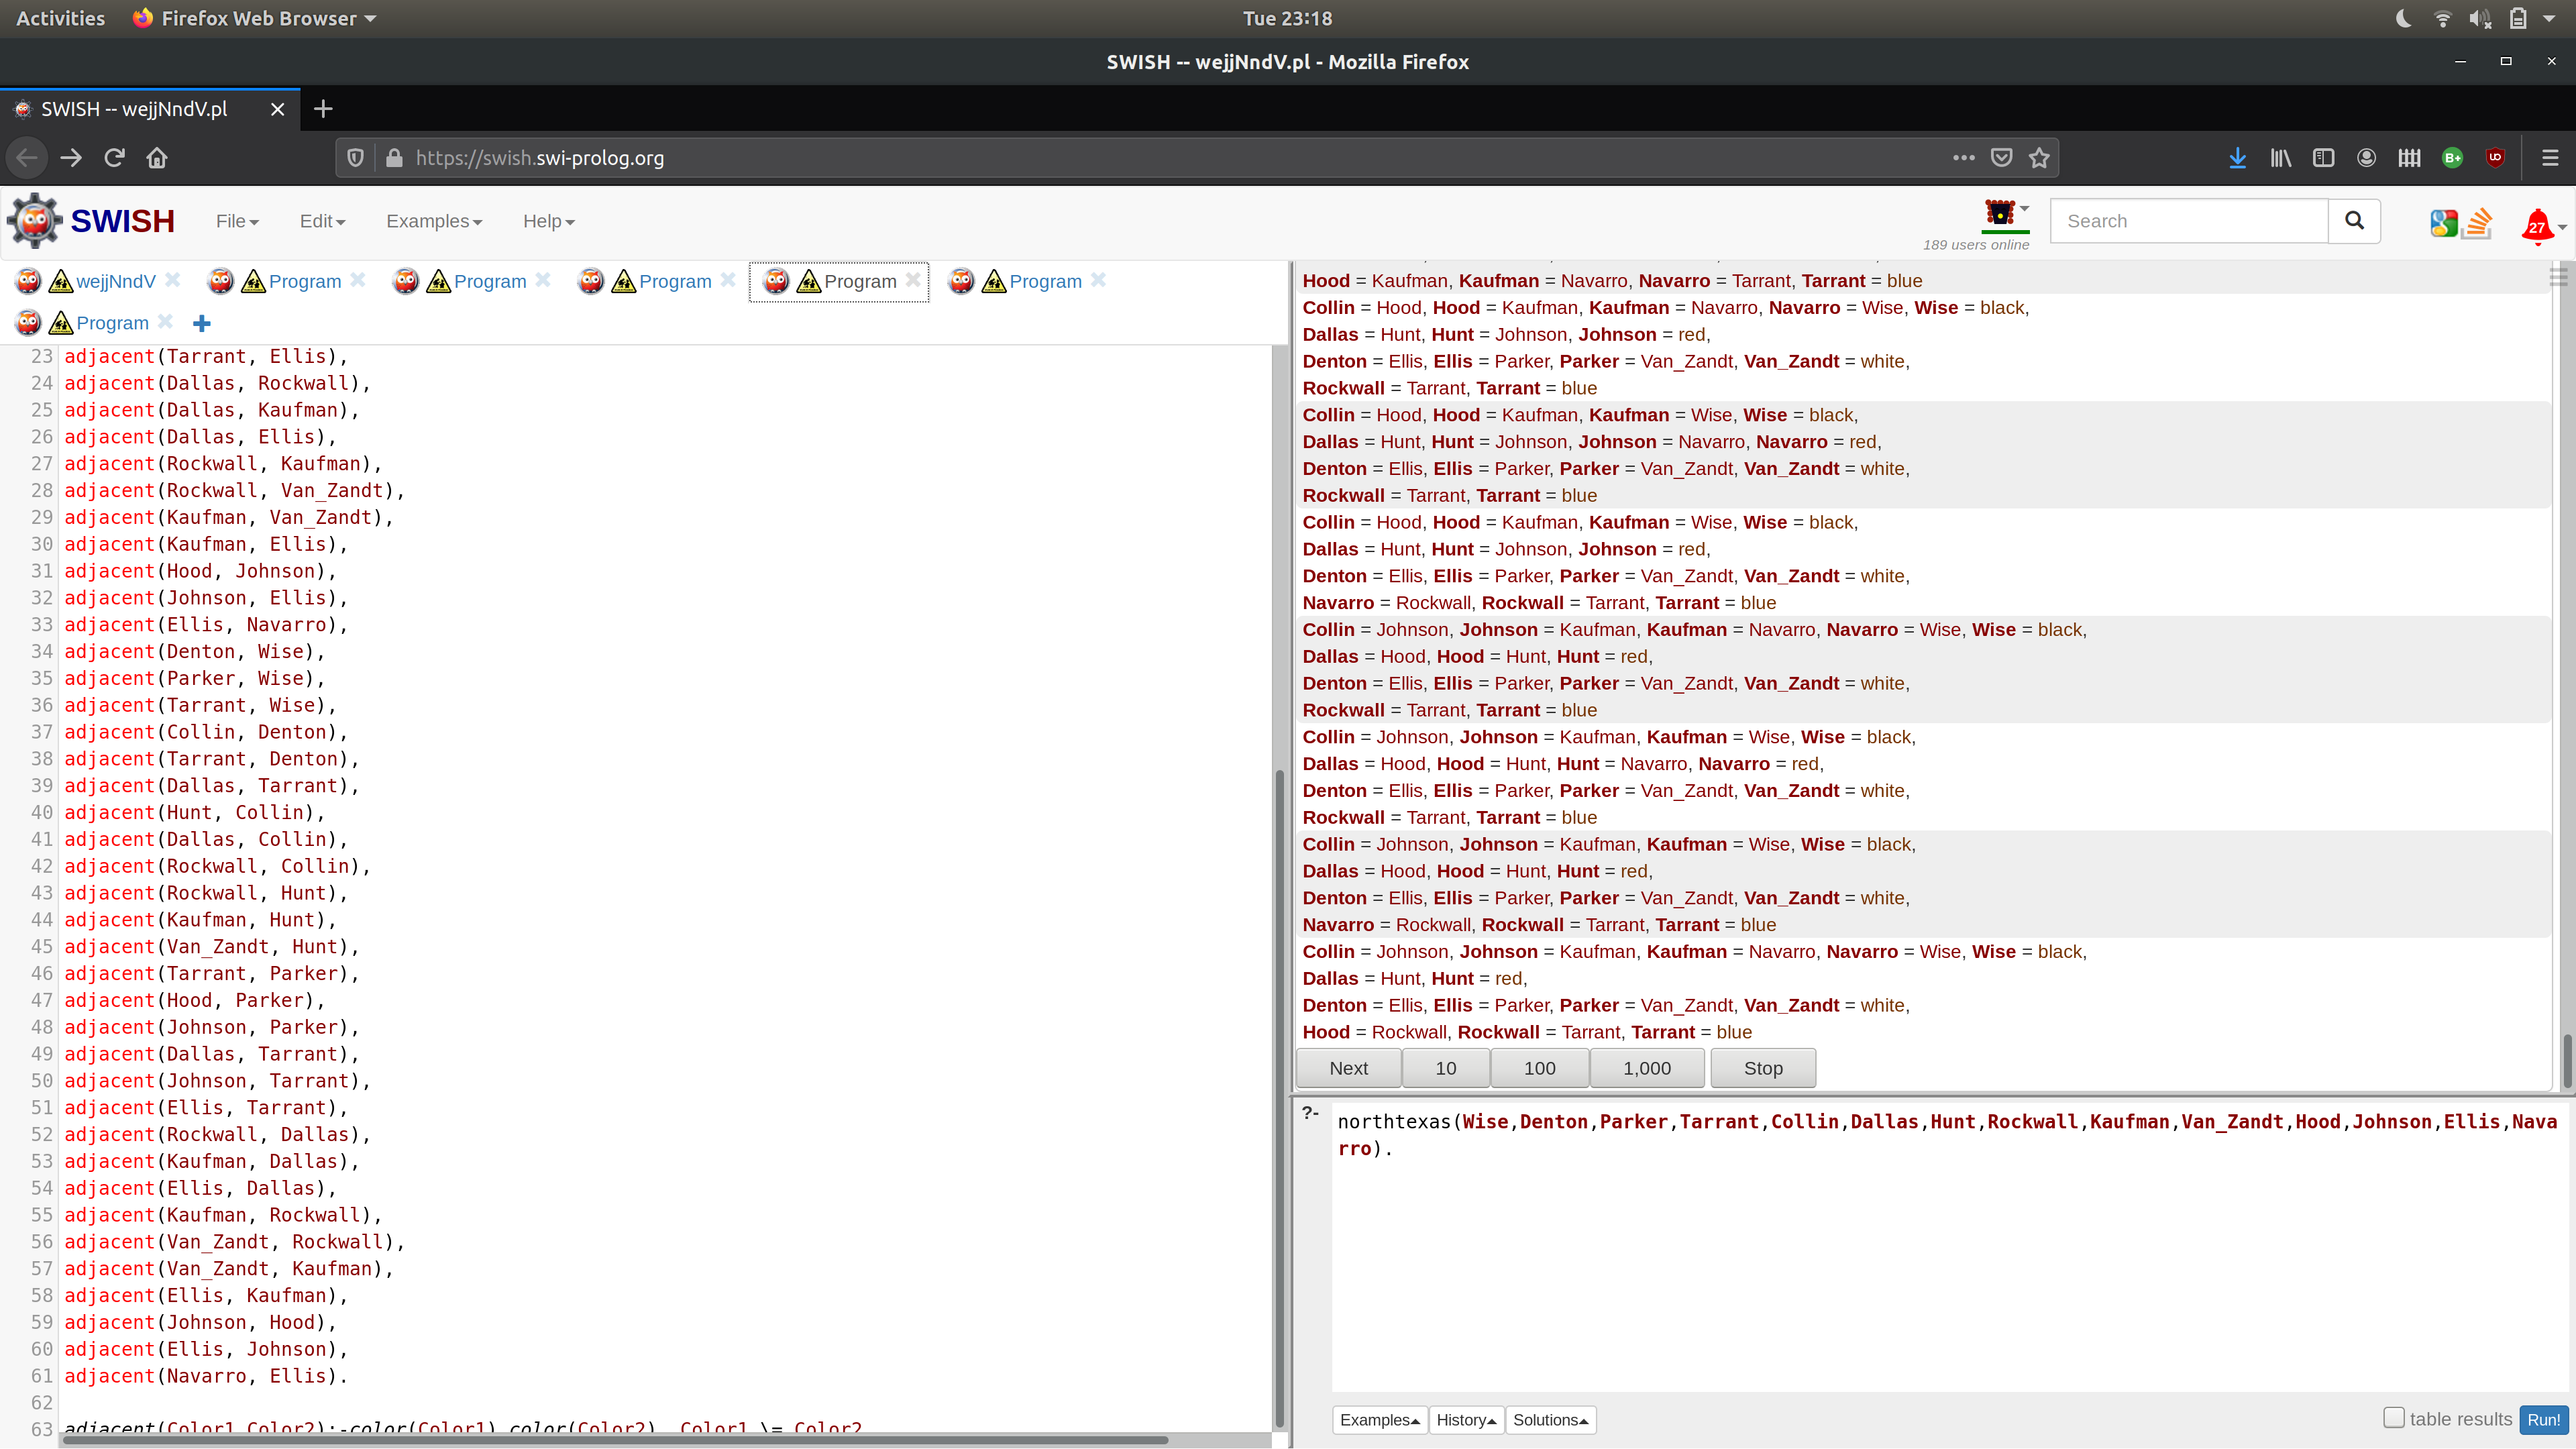 Activities Firefox Web Browser Tue 23:18
SWISH -- wejjNndV.pl - Mozilla Firefox
SWISH -- wejjNndV.pl
https://swish.swi-prolog.org
SWISH File Edit Examples Help 189 users online Search 27
wejjNndV Program Program Program Program Program
Program
23 adjacent(Tarrant, Ellis),
24 adjacent(Dallas, Rockwall),
25 adjacent(Dallas, Kaufman),
26 adjacent(Dallas, Ellis),
27 adjacent(Rockwall, Kaufman),
28 adjacent(Rockwall, Van_Zandt),
29 adjacent(Kaufman, Van_Zandt),
30 adjacent(Kaufman, Ellis),
31 adjacent(Hood, Johnson),
32 adjacent(Johnson, Ellis),
33 adjacent(Ellis, Navarro),
34 adjacent(Denton, Wise),
35 adjacent(Parker, Wise),
36 adjacent(Tarrant, Wise),
37 adjacent(Collin, Denton),
38 adjacent(Tarrant, Denton),
39 adjacent(Dallas, Tarrant),
40 adjacent(Hunt, Collin),
41 adjacent(Dallas, Collin),
42 adjacent(Rockwall, Collin),
43 adjacent(Rockwall, Hunt),
44 adjacent(Kaufman, Hunt),
45 adjacent(Van_Zandt, Hunt),
46 adjacent(Tarrant, Parker),
47 adjacent(Hood, Parker),
48 adjacent(Johnson, Parker),
49 adjacent(Dallas, Tarrant),
50 adjacent(Johnson, Tarrant),
51 adjacent(Ellis, Tarrant),
52 adjacent(Rockwall, Dallas),
53 adjacent(Kaufman, Dallas),
54 adjacent(Ellis, Dallas),
55 adjacent(Kaufman, Rockwall),
56 adjacent(Van_Zandt, Rockwall),
57 adjacent(Van_Zandt, Kaufman),
58 adjacent(Ellis, Kaufman),
59 adjacent(Johnson, Hood),
60 adjacent(Ellis, Johnson),
61 adjacent(Navarro, Ellis).
62
63 adjacent(Color1,Color2):-color(Color1),color(Color2), Color1 \= Color2
Hood = Kaufman, Kaufman = Navarro, Navarro = Tarrant, Tarrant = blue
Collin = Hood, Hood = Kaufman, Kaufman = Navarro, Navarro = Wise, Wise = black,
Dallas = Hunt, Hunt = Johnson, Johnson = red,
Denton = Ellis, Ellis = Parker, Parker = Van_Zandt, Van_Zandt = white,
Rockwall = Tarrant, Tarrant = blue
Collin = Hood, Hood = Kaufman, Kaufman = Wise, Wise = black,
Dallas = Hunt, Hunt = Johnson, Johnson = Navarro, Navarro = red,
Denton = Ellis, Ellis = Parker, Parker = Van_Zandt, Van_Zandt = white,
Rockwall = Tarrant, Tarrant = blue
Collin = Hood, Hood = Kaufman, Kaufman = Wise, Wise = black,
Dallas = Hunt, Hunt = Johnson, Johnson = red,
Denton = Ellis, Ellis = Parker, Parker = Van_Zandt, Van_Zandt = white,
Navarro = Rockwall, Rockwall = Tarrant, Tarrant = blue
Collin = Johnson, Johnson = Kaufman, Kaufman = Navarro, Navarro = Wise, Wise = black,
Dallas = Hood, Hood = Hunt, Hunt = red,
Denton = Ellis, Ellis = Parker, Parker = Van_Zandt, Van_Zandt = white,
Rockwall = Tarrant, Tarrant = blue
Collin = Johnson, Johnson = Kaufman, Kaufman = Wise, Wise = black,
Dallas = Hood, Hood = Hunt, Hunt = Navarro, Navarro = red,
Denton = Ellis, Ellis = Parker, Parker = Van_Zandt, Van_Zandt = white,
Rockwall = Tarrant, Tarrant = blue
Collin = Johnson, Johnson = Kaufman, Kaufman = Wise, Wise = black,
Dallas = Hood, Hood = Hunt, Hunt = red,
Denton = Ellis, Ellis = Parker, Parker = Van_Zandt, Van_Zandt = white,
Navarro = Rockwall, Rockwall = Tarrant, Tarrant = blue
Collin = Johnson, Johnson = Kaufman, Kaufman = Navarro, Navarro = Wise, Wise = black,
Dallas = Hunt, Hunt = red,
Denton = Ellis, Ellis = Parker, Parker = Van_Zandt, Van_Zandt = white,
Hood = Rockwall, Rockwall = Tarrant, Tarrant = blue
Next 10 100 1,000 Stop
?- northtexas(Wise,Denton,Parker,Tarrant,Collin,Dallas,Hunt,Rockwall,Kaufman,Van_Zandt,Hood,Johnson,Ellis,Nava
rro).
Examples History Solutions table results Run!